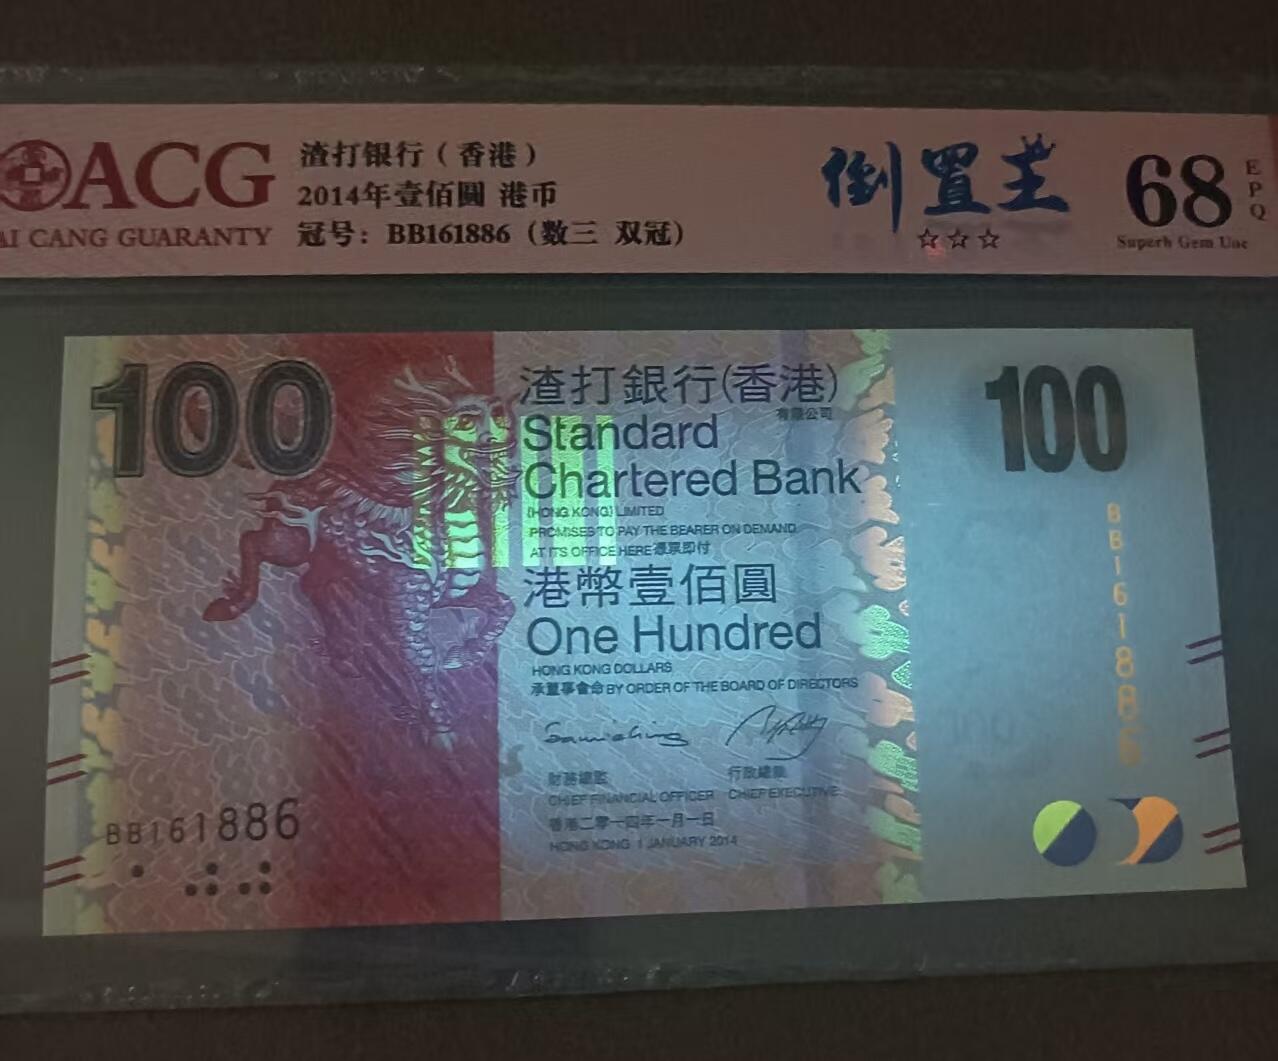 ACG
AI CANG GUARANTY
渣打银行（香港）
2014年壹佰圆 港币
冠号：BB161886（数三 双冠）
倒置王
☆☆☆
68
EPQ
Superb Gem Unc
100
渣打銀行(香港)
有限公司
Standard
Chartered Bank
(HONG KONG) LIMITED
PROMISES TO PAY THE BEARER ON DEMAND
AT ITS OFFICE HERE 憑票即付
港幣壹佰圓
One Hundred
HONG KONG DOLLARS
承董事會命 BY ORDER OF THE BOARD OF DIRECTORS
財務總監
CHIEF FINANCIAL OFFICER
行政總裁
CHIEF EXECUTIVE
香港二零一四年一月一日
HONG KONG 1 JANUARY 2014
BB161886
100
BB161886